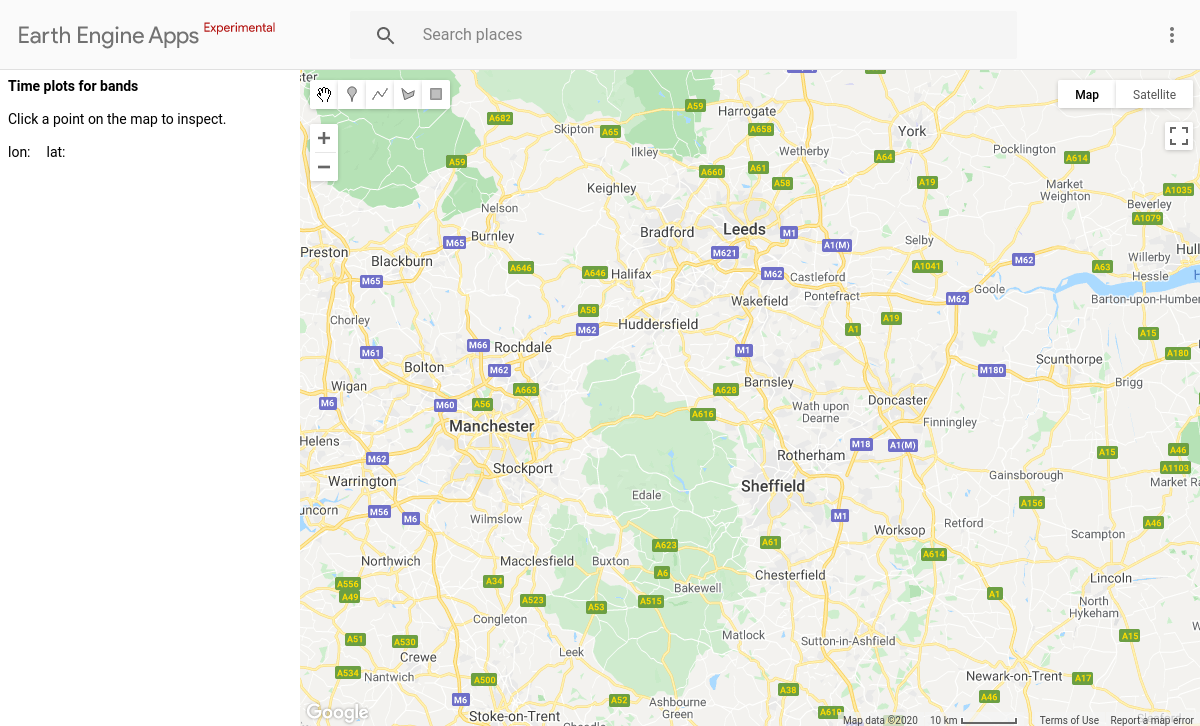 Earth Engine Apps Experimental
Search places
Time plots for bands
Click a point on the map to inspect.
lon: lat:
Map Satellite
+
−
A59
Harrogate
A682
Skipton A65
A658
York
Ilkley
Wetherby
A64
Pocklington
A614
A59
A660
A61
A58
A19
Market
Weighton
A1035
Keighley
Nelson
Beverley
A1079
Burnley
M65
Bradford
Leeds
M1
A1(M)
Selby
Preston
M621
Willerby
Hull
Blackburn
A646
A646
Halifax
M62
Castleford
A1041
M62
A63
Hessle
M65
Pontefract
Goole
Barton-upon-Humber
Wakefield
M62
A58
Chorley
M62
Huddersfield
A1
A19
A15
M61
M66
Rochdale
M1
A180
Scunthorpe
Bolton
M62
M180
Wigan
A663
A628
Barnsley
Brigg
M6
M60
A56
A616
Wath upon
Dearne
Doncaster
Manchester
Finningley
Helens
M18
A1(M)
M62
Rotherham
A15
A46
Stockport
A1103
Warrington
Sheffield
Gainsborough
Market Ra
Edale
A156
uncorn
M56
M6
Wilmslow
M1
Retford
A46
Worksop
Scampton
A623
A61
Northwich
Macclesfield
Buxton
A614
A6
Chesterfield
Lincoln
A556
A34
Bakewell
A49
A523
A53
A515
A1
North
Hykeham
Congleton
A51
A530
Matlock
Sutton-in-Ashfield
A15
Crewe
Leek
A534
Nantwich
A500
Newark-on-Trent
A17
M6
A52
Ashbourne
Green
A38
A46
Stoke-on-Trent
A610
Google
Map data ©2020 10 km Terms of Use Report a map error